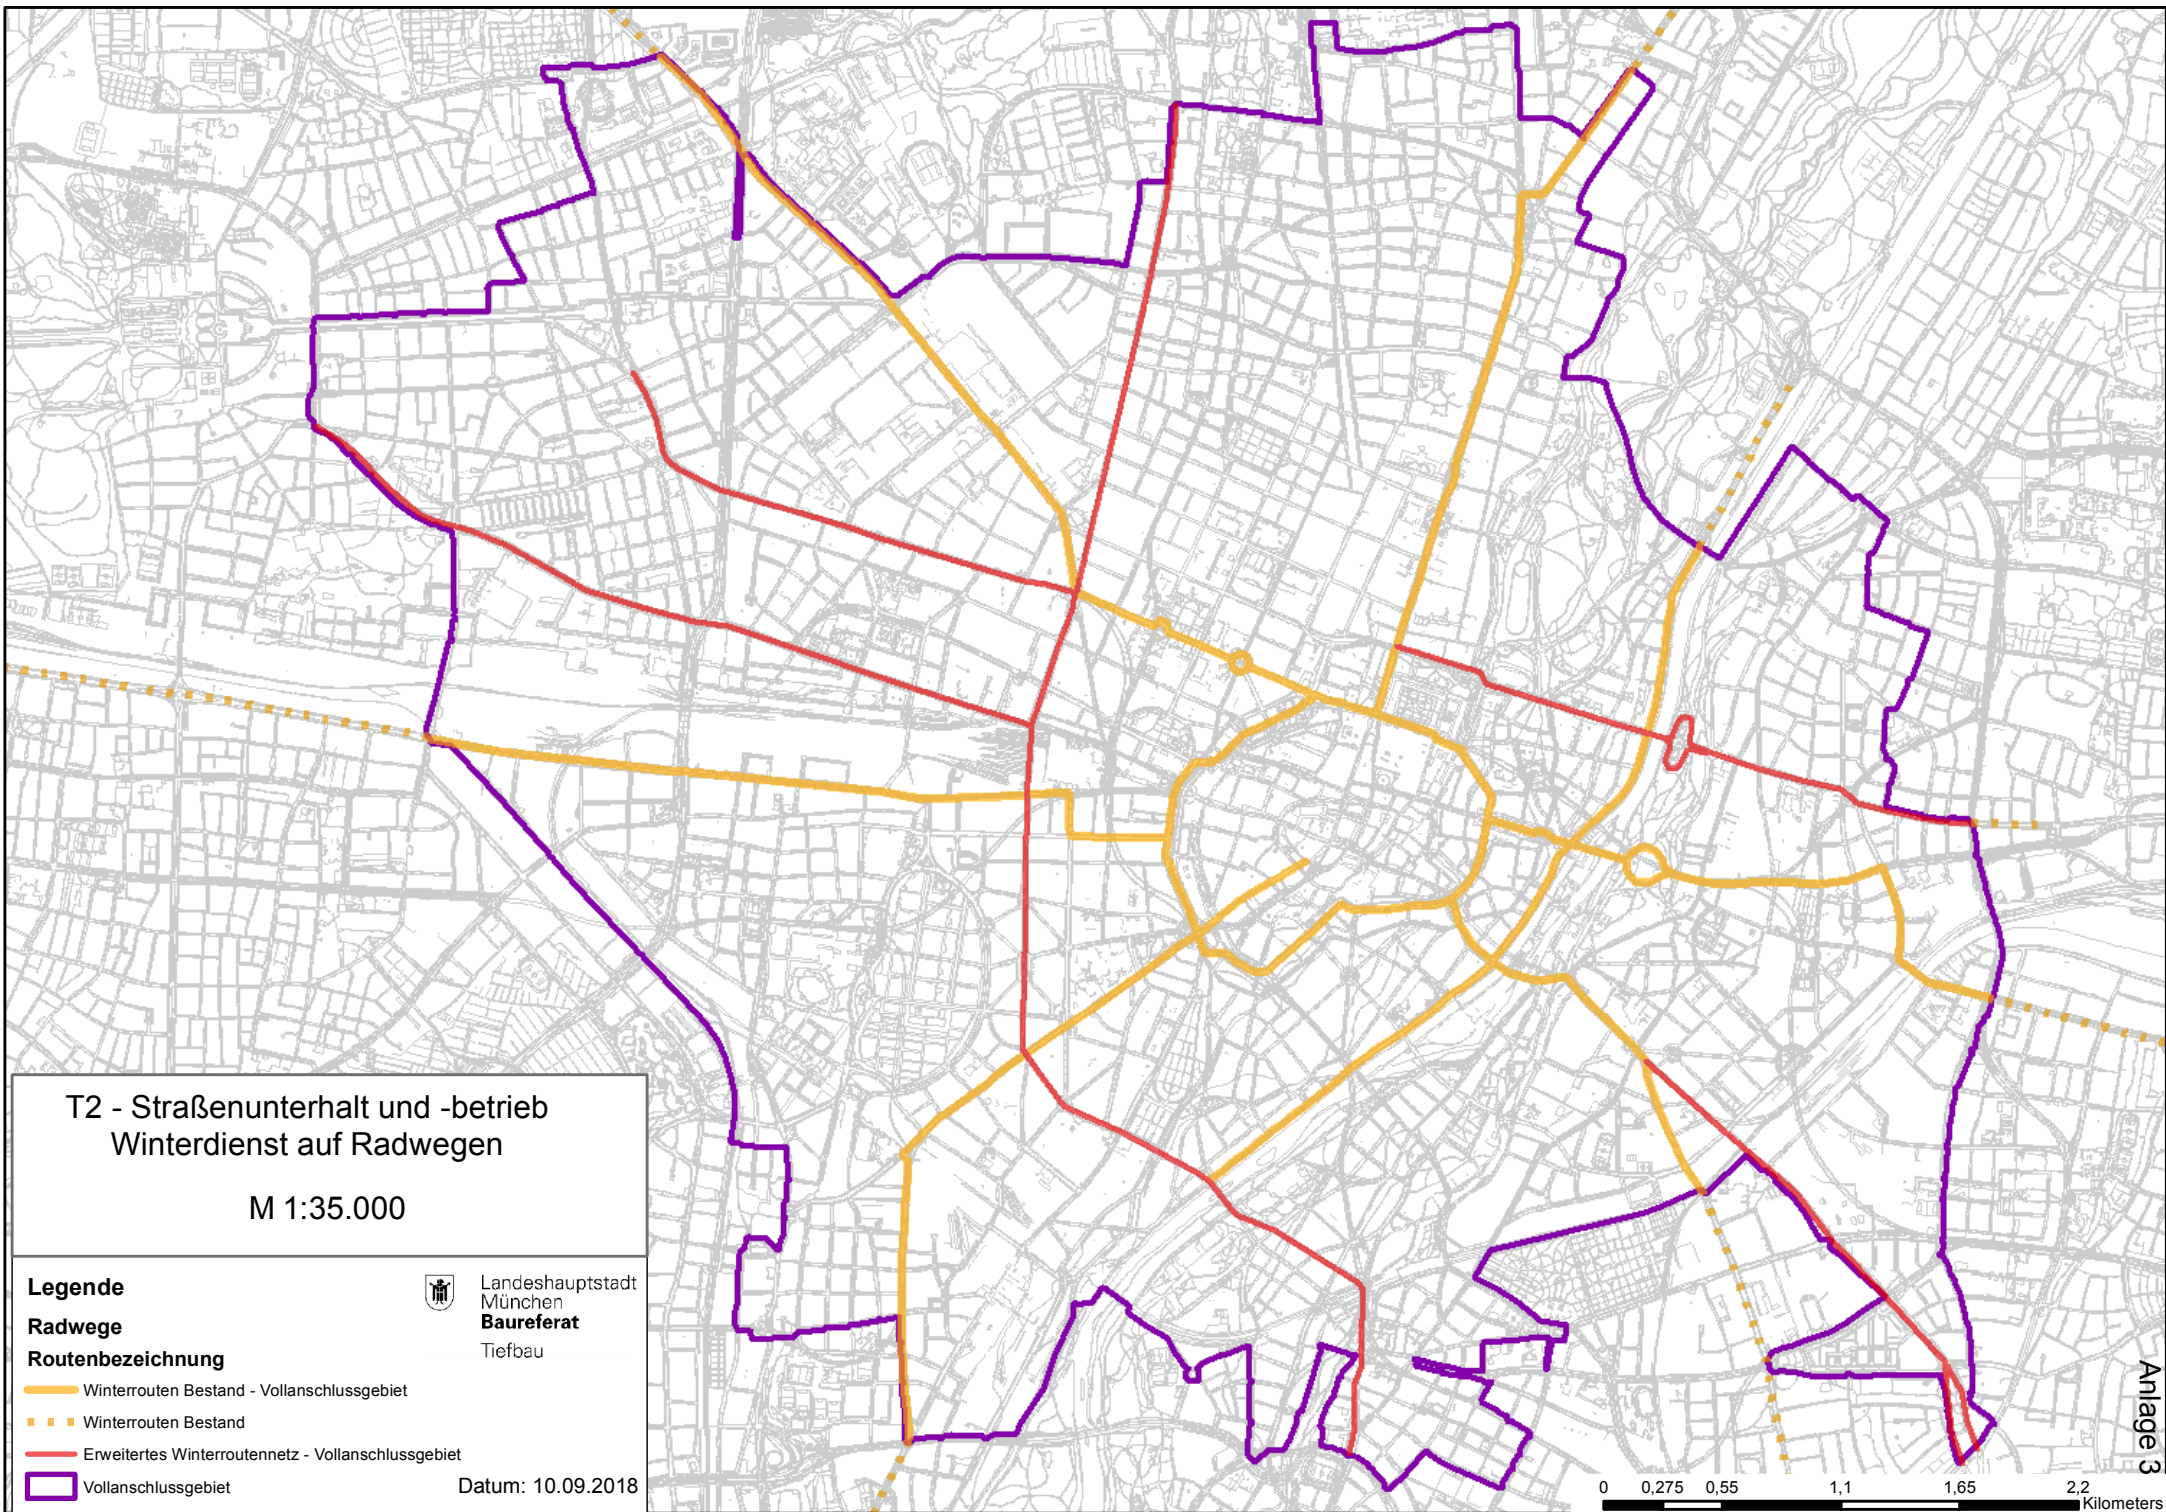 T2 - Straßenunterhalt und -betrieb
Winterdienst auf Radwegen
M 1:35.000
Legende
Radwege
Routenbezeichnung
Winterrouten Bestand - Vollanschlussgebiet
Winterrouten Bestand
Erweitertes Winterroutennetz - Vollanschlussgebiet
Vollanschlussgebiet
Landeshauptstadt
München
Baureferat
Tiefbau
Datum: 10.09.2018
0 0,275 0,55 1,1 1,65 2,2
Kilometers
Anlage 3